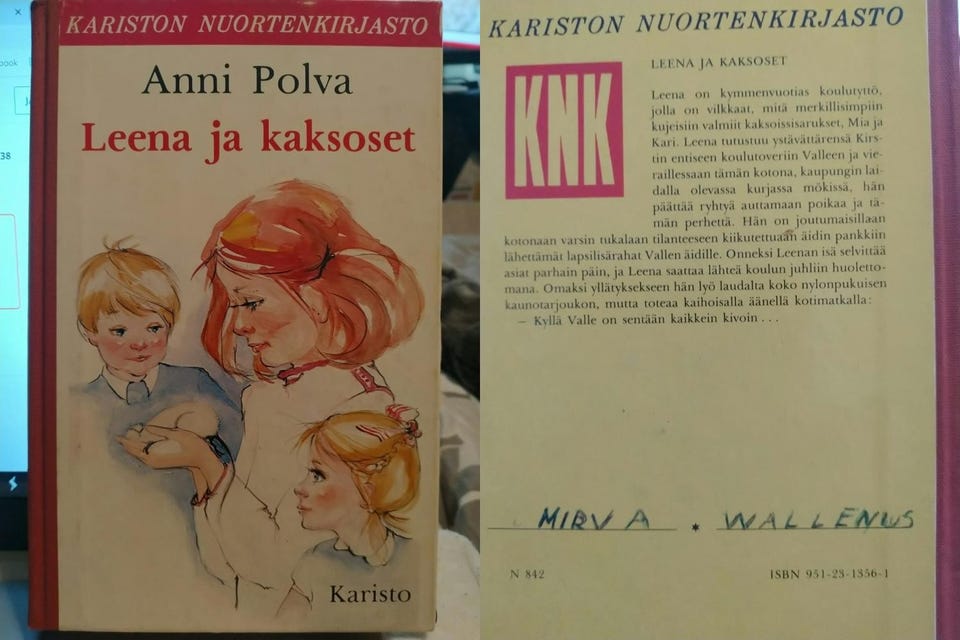 KARISTON NUORTENKIRJASTO
Anni Polva
Leena ja kaksoset
Karisto
38
KARISTON NUORTENKIRJASTO
KNK
LEENA JA KAKSOSET
Leena on kymmenvuotias koulutyttö,
jolla on vilkkaat, mitä merkillisimpiin
kujeisiin valmiit kaksoissisarukset, Mia ja
Kari. Leena tutustuu ystävättärensä Kirs-
tin entiseen koulutoveriin Valleen ja vie-
raillessaan tämän kotona, kaupungin lai-
dalla olevassa kurjassa mökissä, hän
päättää ryhtyä auttamaan poikaa ja tä-
män perhettä. Hän on joutumaisillaan
kotonaan varsin tukalaan tilanteeseen kiikutettuaan äidin pankkiin
lähettämät lapsilisärahat Vallen äidille. Onneksi Leenan isä selvittää
asiat parhain päin, ja Leena saattaa lähteä koulun juhliin huoletto-
mana. Omaksi yllätyksekseen hän lyö laudalta koko nylonpukuisen
kaunotarjoukon, mutta toteaa kaihoisalla äänellä kotimatkalla:
– Kyllä Valle on sentään kaikkein kivoin . . .
MIRVA * WALLENUS
N 842
ISBN 951-23-1356-1